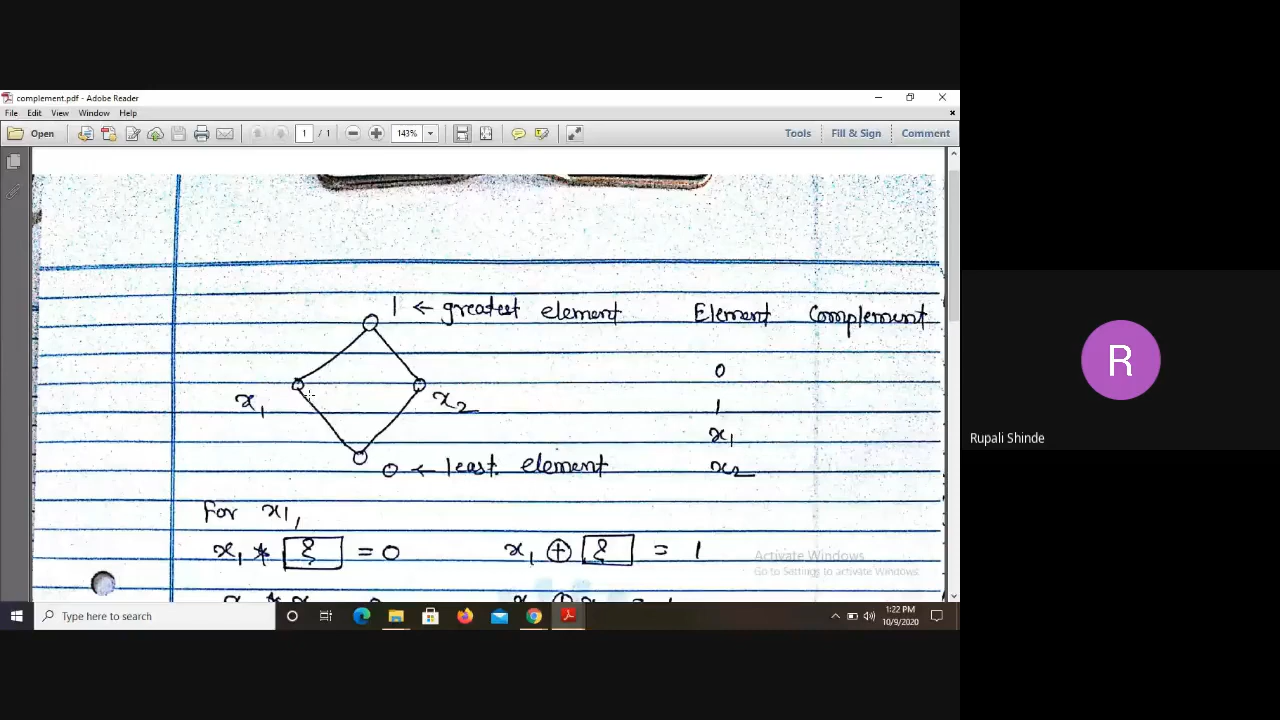 complement.pdf - Adobe Reader
File Edit View Window Help
Open 1 / 1 143% Tools Fill & Sign Comment
1 ← greatest element
Element Complement
0
1
x1
x2
x1
x2
0 ← least element
For x1,
x1 * = 0 x1 ⊕ = 1
Activate Windows
Go to Settings to activate Windows.
Type here to search
1:22 PM
10/9/2020
R
Rupali Shinde